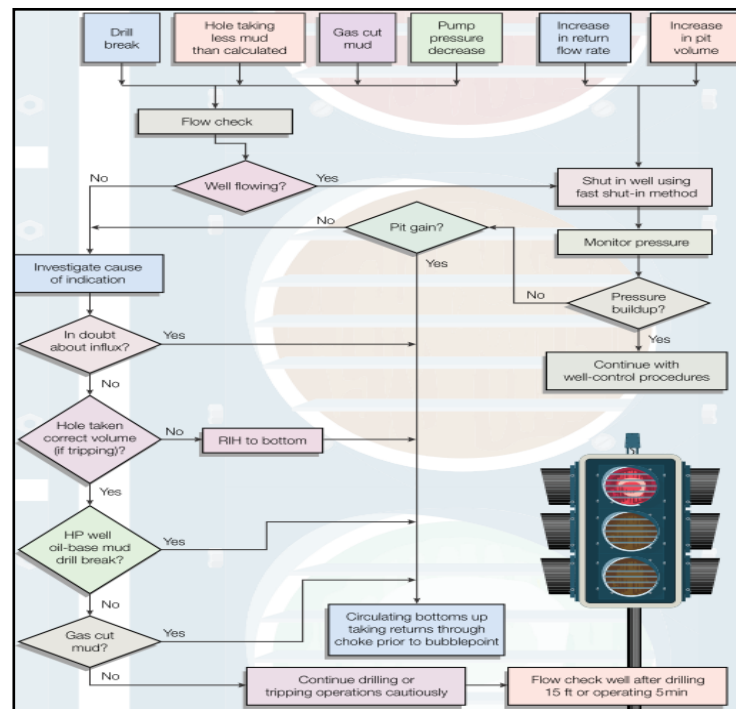 Drill
break
Hole taking
less mud
than calculated
Gas cut
mud
Pump
pressure
decrease
Increase
in return
flow rate
Increase
in pit
volume
Flow check
Well flowing?
No
Yes
Shut in well using
fast shut-in method
Pit gain?
No
Yes
Monitor pressure
Investigate cause
of indication
Pressure
buildup?
No
Yes
In doubt
about influx?
Yes
No
Continue with
well-control procedures
Hole taken
correct volume
(if tripping)?
No
RIH to bottom
Yes
HP well
oil-base mud
drill break?
Yes
No
Circulating bottoms up
taking returns through
choke prior to bubblepoint
Gas cut
mud?
Yes
No
Continue drilling or
tripping operations cautiously
Flow check well after drilling
15 ft or operating 5 min